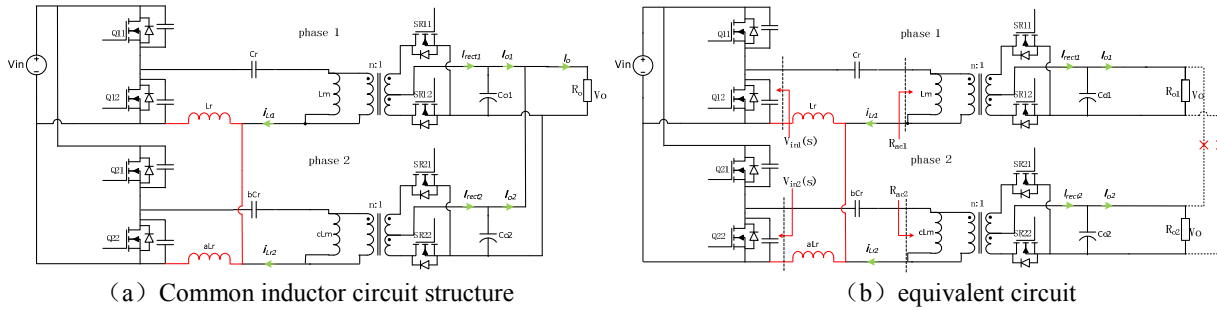 phase 1
Vin
Q11
Q12
Cr
Lr
Lm
iLr1
n:1
SR11
SR12
Irect1
Io1
Io
Co1
Ro
Vo
phase 2
Q21
Q22
bCr
aLr
cLm
iLr2
n:1
SR21
SR22
Irect2
Io2
Co2
(a) Common inductor circuit structure
phase 1
Vin
Q11
Q12
Cr
Lr
Lm
iLr1
Vin1(s)
Rac1
n:1
SR11
SR12
Irect1
Io1
Co1
Ro1
Vo
phase 2
Vin2(s)
Rac2
Q21
Q22
bCr
aLr
cLm
iLr2
n:1
SR21
SR22
Irect2
Io2
Co2
Ro2
Vo
(b) equivalent circuit